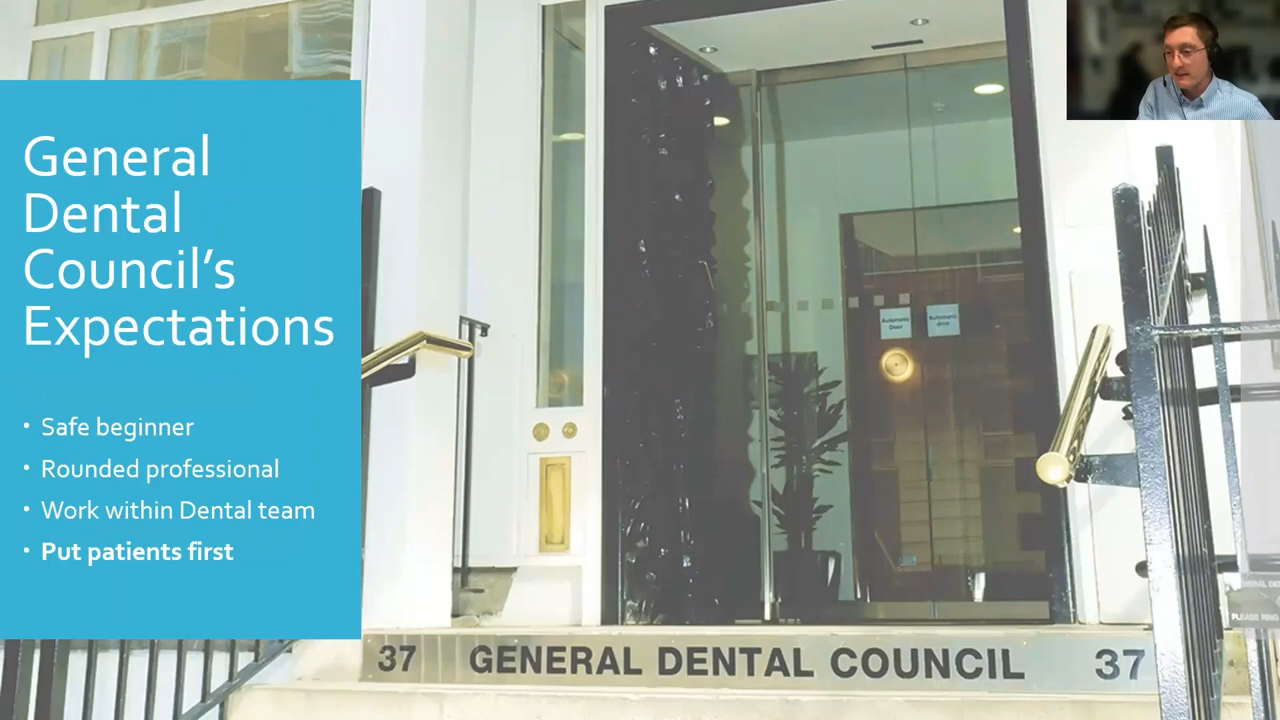 General
Dental
Council’s
Expectations
• Safe beginner
• Rounded professional
• Work within Dental team
• Put patients first
Automatic
Door
Automatic
door
37 GENERAL DENTAL COUNCIL 37